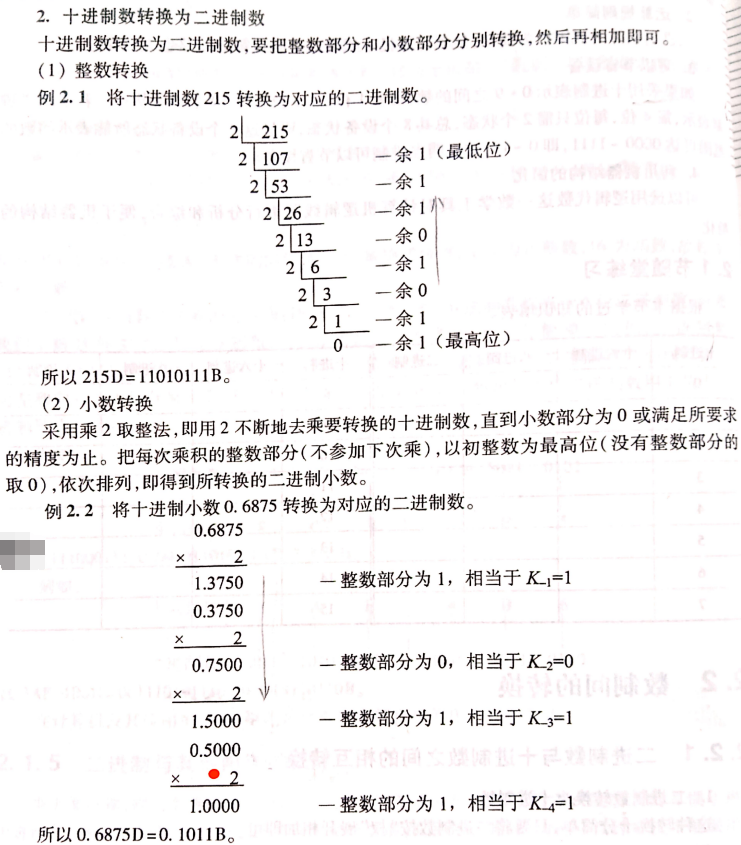 2. 十进制数转换为二进制数
十进制数转换为二进制数,要把整数部分和小数部分分别转换,然后再相加即可。
(1) 整数转换
例 2.1 将十进制数 215 转换为对应的二进制数。
2 215
2 107 —余 1 (最低位)
2 53 —余 1
2 26 —余 1
2 13 —余 0
2 6 —余 1
2 3 —余 0
2 1 —余 1
0 —余 1 (最高位)
所以 215D=11010111B。
(2) 小数转换
采用乘 2 取整法,即用 2 不断地去乘要转换的十进制数,直到小数部分为 0 或满足所要求
的精度为止。把每次乘积的整数部分(不参加下次乘),以初整数为最高位(没有整数部分的
取 0),依次排列,即得到所转换的二进制小数。
例 2.2 将十进制小数 0.6875 转换为对应的二进制数。
0.6875
× 2
1.3750 —整数部分为 1，相当于 K₋₁=1
0.3750
× 2
0.7500 —整数部分为 0，相当于 K₋₂=0
× 2
1.5000 —整数部分为 1，相当于 K₋₃=1
0.5000
× 2
1.0000 —整数部分为 1，相当于 K₋₄=1
所以 0.6875D=0.1011B。